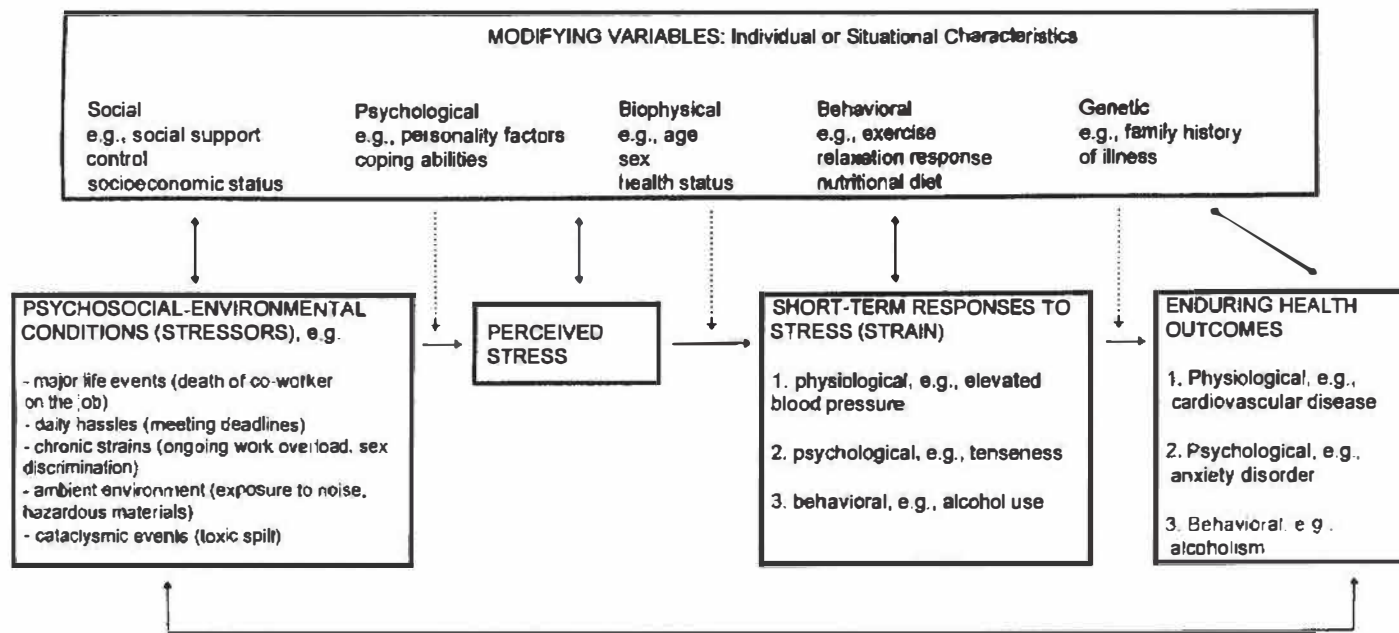 MODIFYING VARIABLES: Individual or Situational Characteristics
Social
e.g., social support
control
socioeconomic status
Psychological
e.g., personality factors
coping abilities
Biophysical
e.g., age
sex
health status
Behavioral
e.g., exercise
relaxation response
nutritional diet
Genetic
e.g., family history
of illness
PSYCHOSOCIAL-ENVIRONMENTAL
CONDITIONS (STRESSORS), e.g.
- major life events (death of co-worker
on the job)
- daily hassles (meeting deadlines)
- chronic strains (ongoing work overload, sex
discrimination)
- ambient environment (exposure to noise,
hazardous materials)
- cataclysmic events (toxic spill)
PERCEIVED
STRESS
SHORT-TERM RESPONSES TO
STRESS (STRAIN)
1. physiological, e.g., elevated
blood pressure
2. psychological, e.g., tenseness
3. behavioral, e.g., alcohol use
ENDURING HEALTH
OUTCOMES
1. Physiological, e.g.,
cardiovascular disease
2. Psychological, e.g.,
anxiety disorder
3. Behavioral, e.g.,
alcoholism